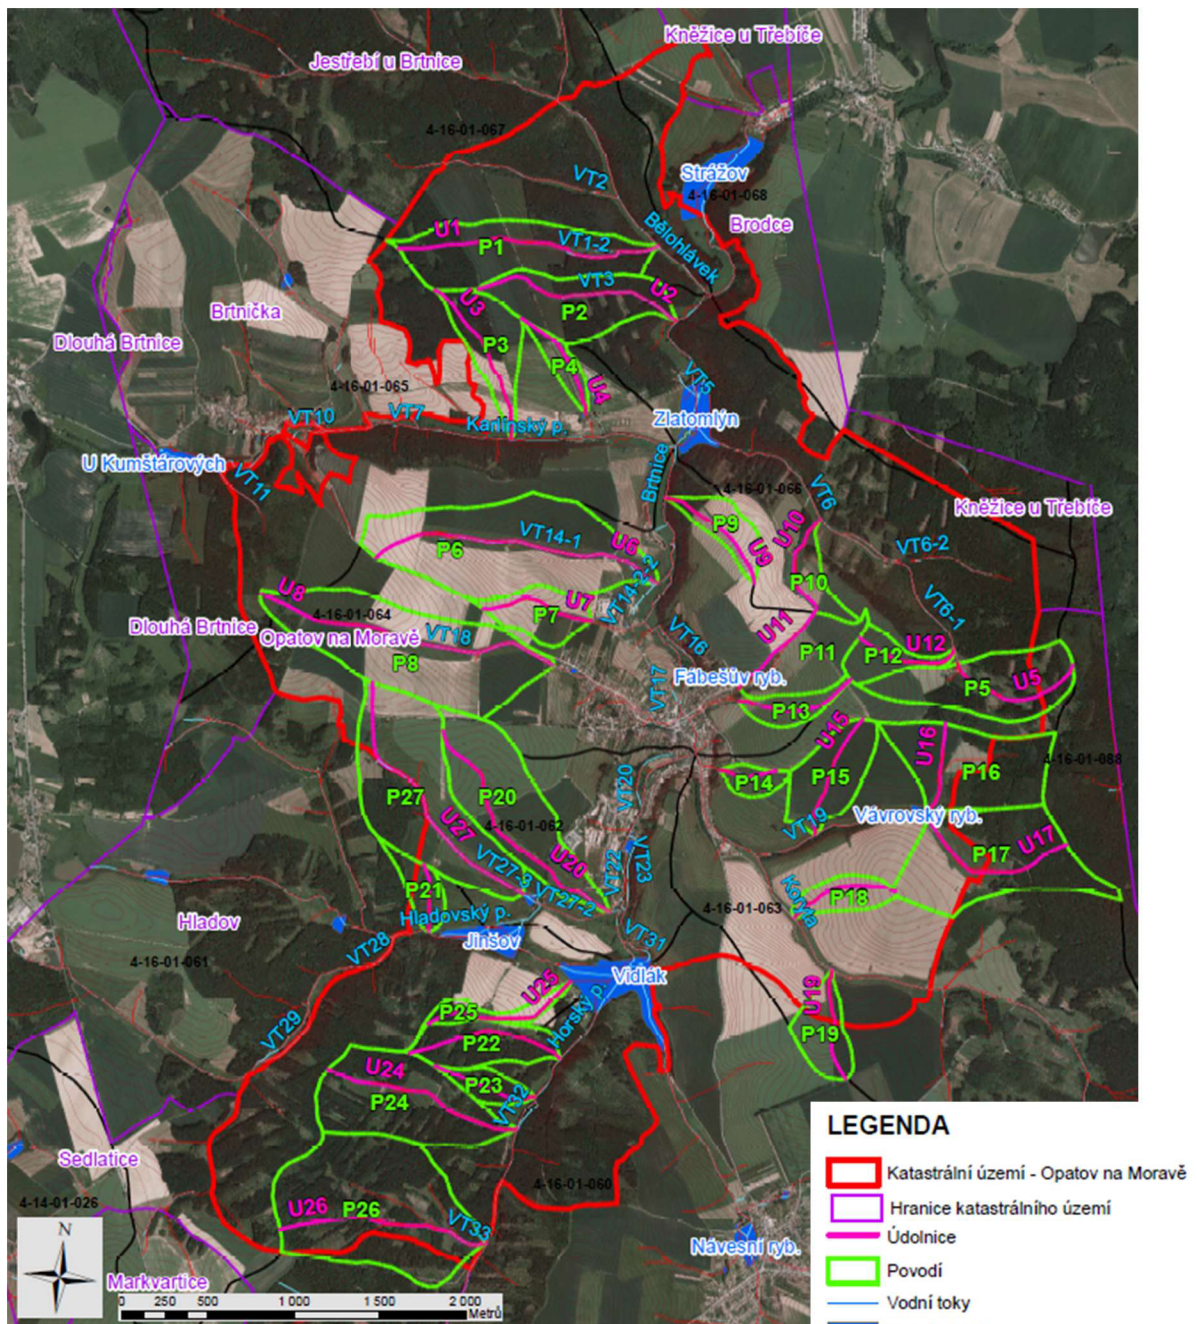 Kněžice u Třebíče
Jestřebí u Brtnice
4-16-01-067
Strážov
4-16-01-068
VT2
Brodce
U1
P1
VT1-2
Bělohlávek
VT3
U2
U3
P2
Brtnička
Dlouhá Brtnice
P3
P4
U4
VT5
4-16-01-065
VT10
VT7
Karlínský p.
Zlatomlýn
U Kumštárových
VT11
Brtnice
4-16-01-066
VT6
Kněžice u Třebíče
P9
U9
U10
VT14-1
U6
P6
VT6-2
P10
VT14-2-2
U8
4-16-01-064
U7
P7
VT6-1
U11
Dlouhá Brtnice
Opatov na Moravě
VT18
VT16
P8
P11
P12
U12
Fábešův ryb.
P5
U5
VT17
P13
U15
U16
4-16-01-088
P14
P15
P16
VT20
P27
P20
4-16-01-062
VT19
Vávrovský ryb.
U27
U20
VT22
VT23
P17
U17
VT27-3
VT27-2
P21
Koryta
P18
Hladov
Hladovský p.
4-16-01-063
VT28
Jinšov
VT31
4-16-01-061
Vidlák
U25
Horský p.
U19
P25
P19
VT29
P22
U24
P23
P24
VT32
LEGENDA
Sedlatice
4-14-01-026
4-16-01-060
Katastrální území - Opatov na Moravě
U26
P26
VT33
Hranice katastrálního území
N
Údolnice
Návesní ryb.
Markvartice
Povodí
0 250 500 1 000 1 500 2 000
Metrů
Vodní toky